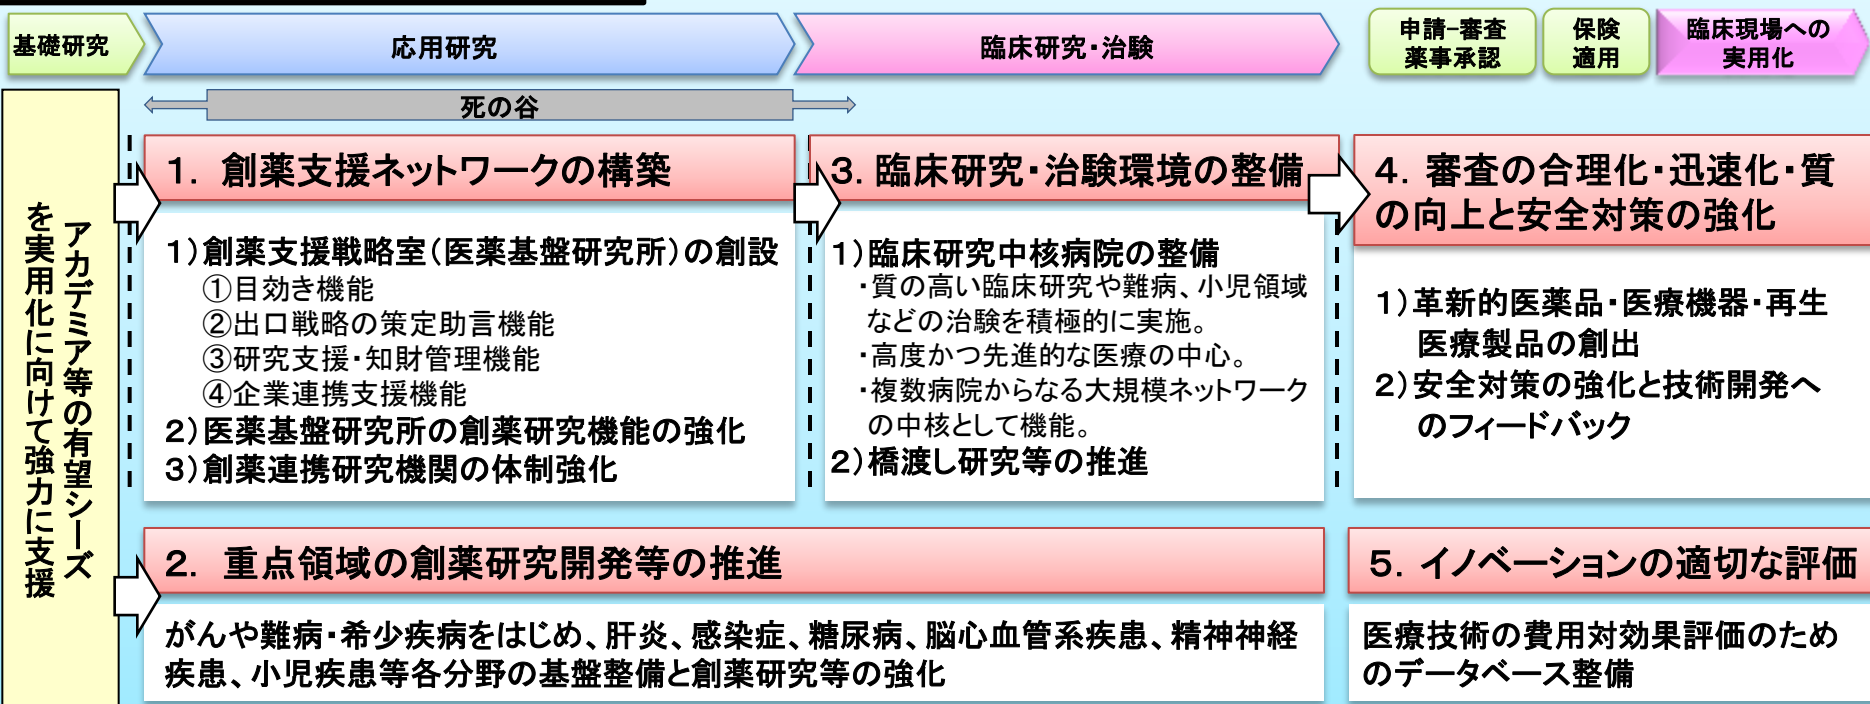 基礎研究
応用研究
臨床研究・治験
申請-審査
薬事承認
保険
適用
臨床現場への
実用化
死の谷
アカデミア等の有望シーズ
を実用化に向けて強力に支援
1. 創薬支援ネットワークの構築
1)創薬支援戦略室(医薬基盤研究所)の創設
①目効き機能
②出口戦略の策定助言機能
③研究支援・知財管理機能
④企業連携支援機能
2)医薬基盤研究所の創薬研究機能の強化
3)創薬連携研究機関の体制強化
3. 臨床研究・治験環境の整備
1)臨床研究中核病院の整備
・質の高い臨床研究や難病、小児領域
などの治験を積極的に実施。
・高度かつ先進的な医療の中心。
・複数病院からなる大規模ネットワーク
の中核として機能。
2)橋渡し研究等の推進
4. 審査の合理化・迅速化・質
の向上と安全対策の強化
1)革新的医薬品・医療機器・再生
医療製品の創出
2)安全対策の強化と技術開発へ
のフィードバック
2. 重点領域の創薬研究開発等の推進
がんや難病・希少疾病をはじめ、肝炎、感染症、糖尿病、脳心血管系疾患、精神神経
疾患、小児疾患等各分野の基盤整備と創薬研究等の強化
5. イノベーションの適切な評価
医療技術の費用対効果評価のため
のデータベース整備